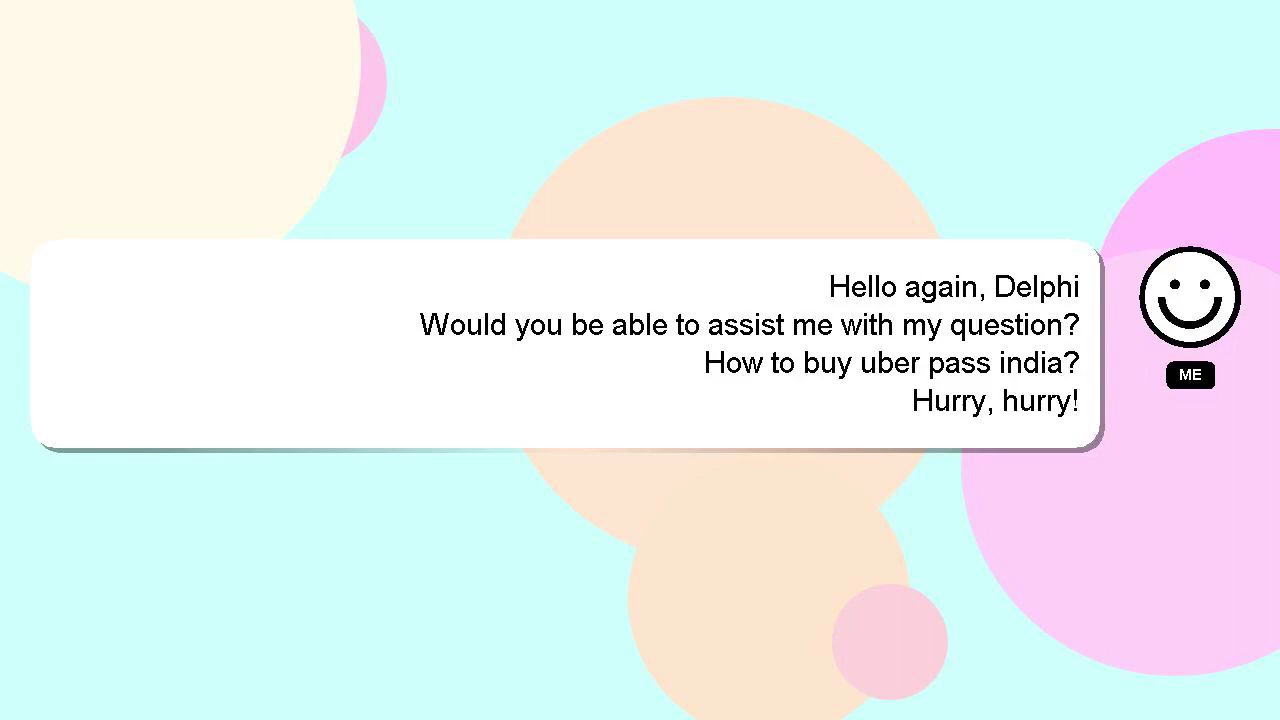 Hello again, Delphi
Would you be able to assist me with my question?
How to buy uber pass india?
Hurry, hurry!
ME